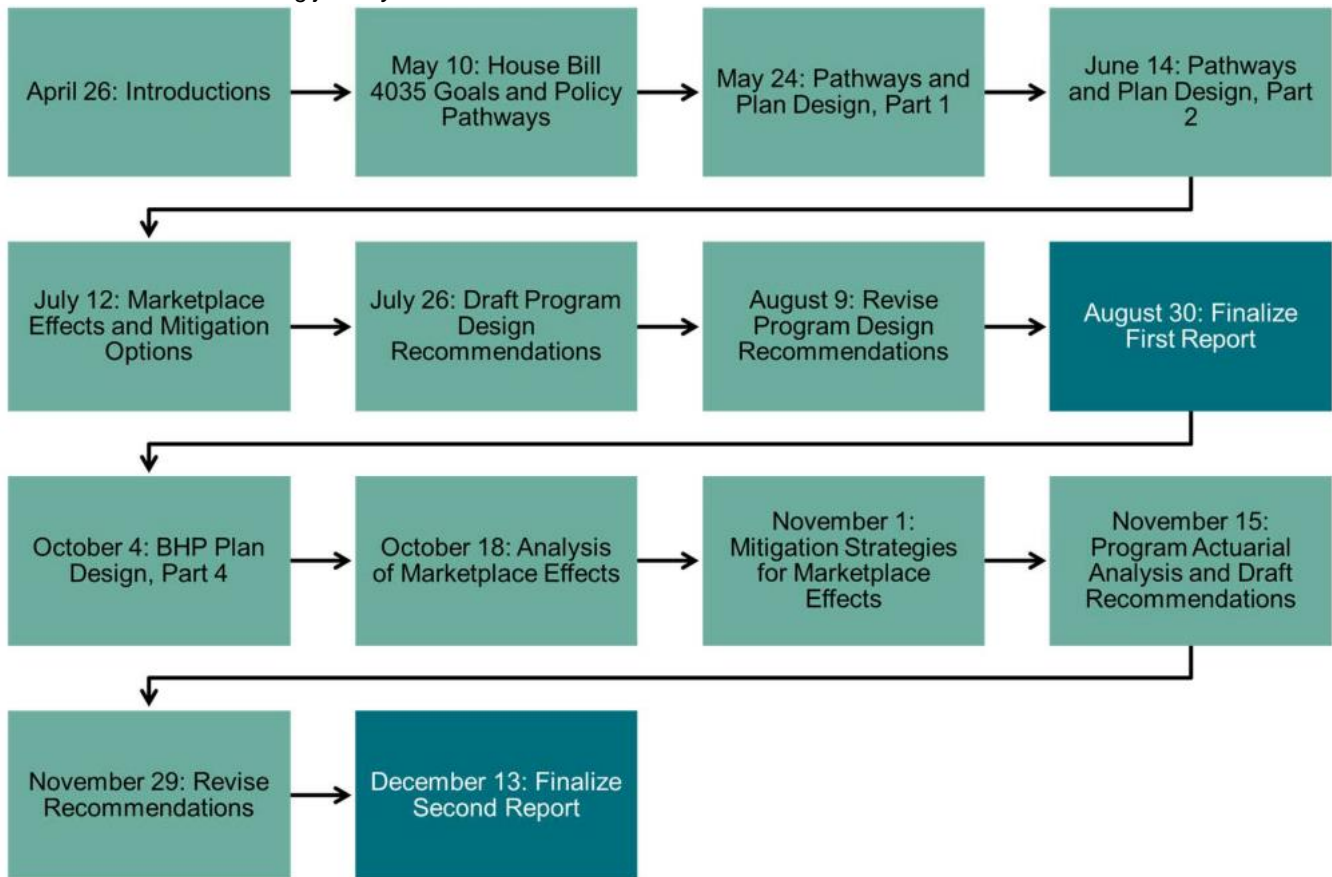 April 26: Introductions
May 10: House Bill
4035 Goals and Policy
Pathways
May 24: Pathways and
Plan Design, Part 1
June 14: Pathways
and Plan Design, Part
2
July 12: Marketplace
Effects and Mitigation
Options
July 26: Draft Program
Design
Recommendations
August 9: Revise
Program Design
Recommendations
August 30: Finalize
First Report
October 4: BHP Plan
Design, Part 4
October 18: Analysis
of Marketplace Effects
November 1:
Mitigation Strategies
for Marketplace
Effects
November 15:
Program Actuarial
Analysis and Draft
Recommendations
November 29: Revise
Recommendations
December 13: Finalize
Second Report